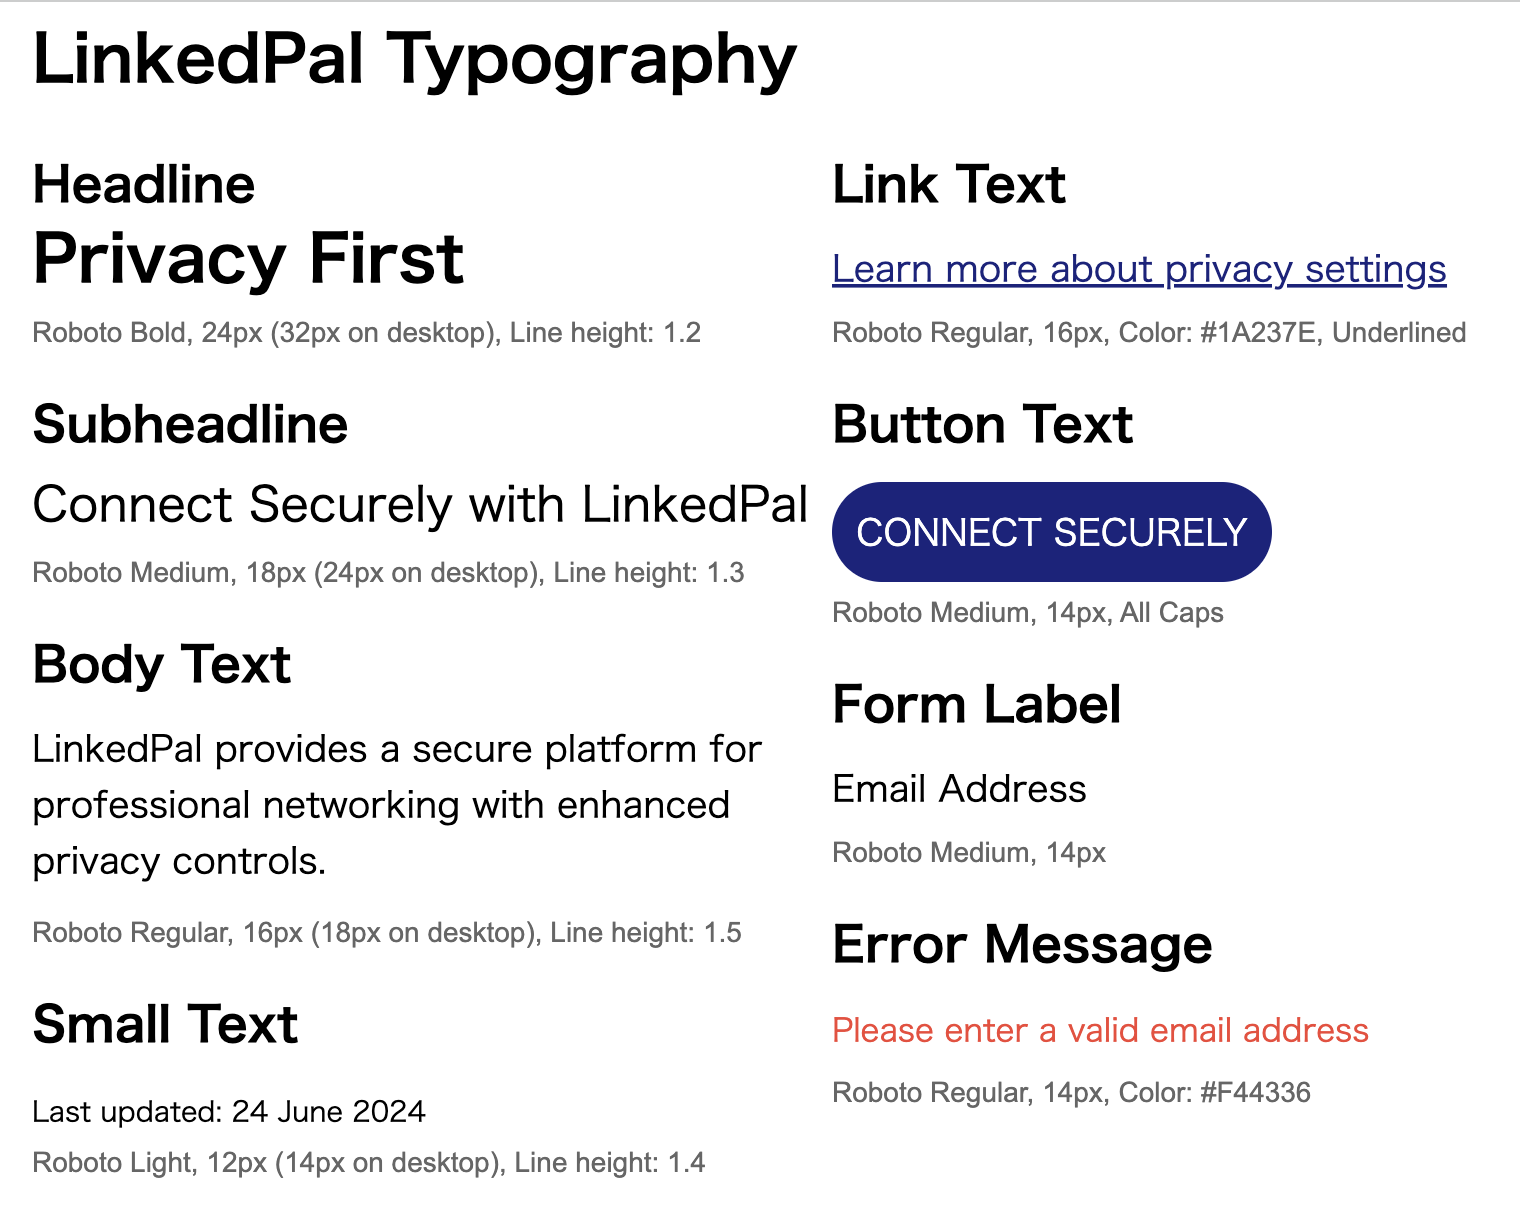 LinkedPal Typography
Headline
Privacy First
Roboto Bold, 24px (32px on desktop), Line height: 1.2
Subheadline
Connect Securely with LinkedPal
Roboto Medium, 18px (24px on desktop), Line height: 1.3
Body Text
LinkedPal provides a secure platform for
professional networking with enhanced
privacy controls.
Roboto Regular, 16px (18px on desktop), Line height: 1.5
Small Text
Last updated: 24 June 2024
Roboto Light, 12px (14px on desktop), Line height: 1.4
Link Text
Learn more about privacy settings
Roboto Regular, 16px, Color: #1A237E, Underlined
Button Text
CONNECT SECURELY
Roboto Medium, 14px, All Caps
Form Label
Email Address
Roboto Medium, 14px
Error Message
Please enter a valid email address
Roboto Regular, 14px, Color: #F44336